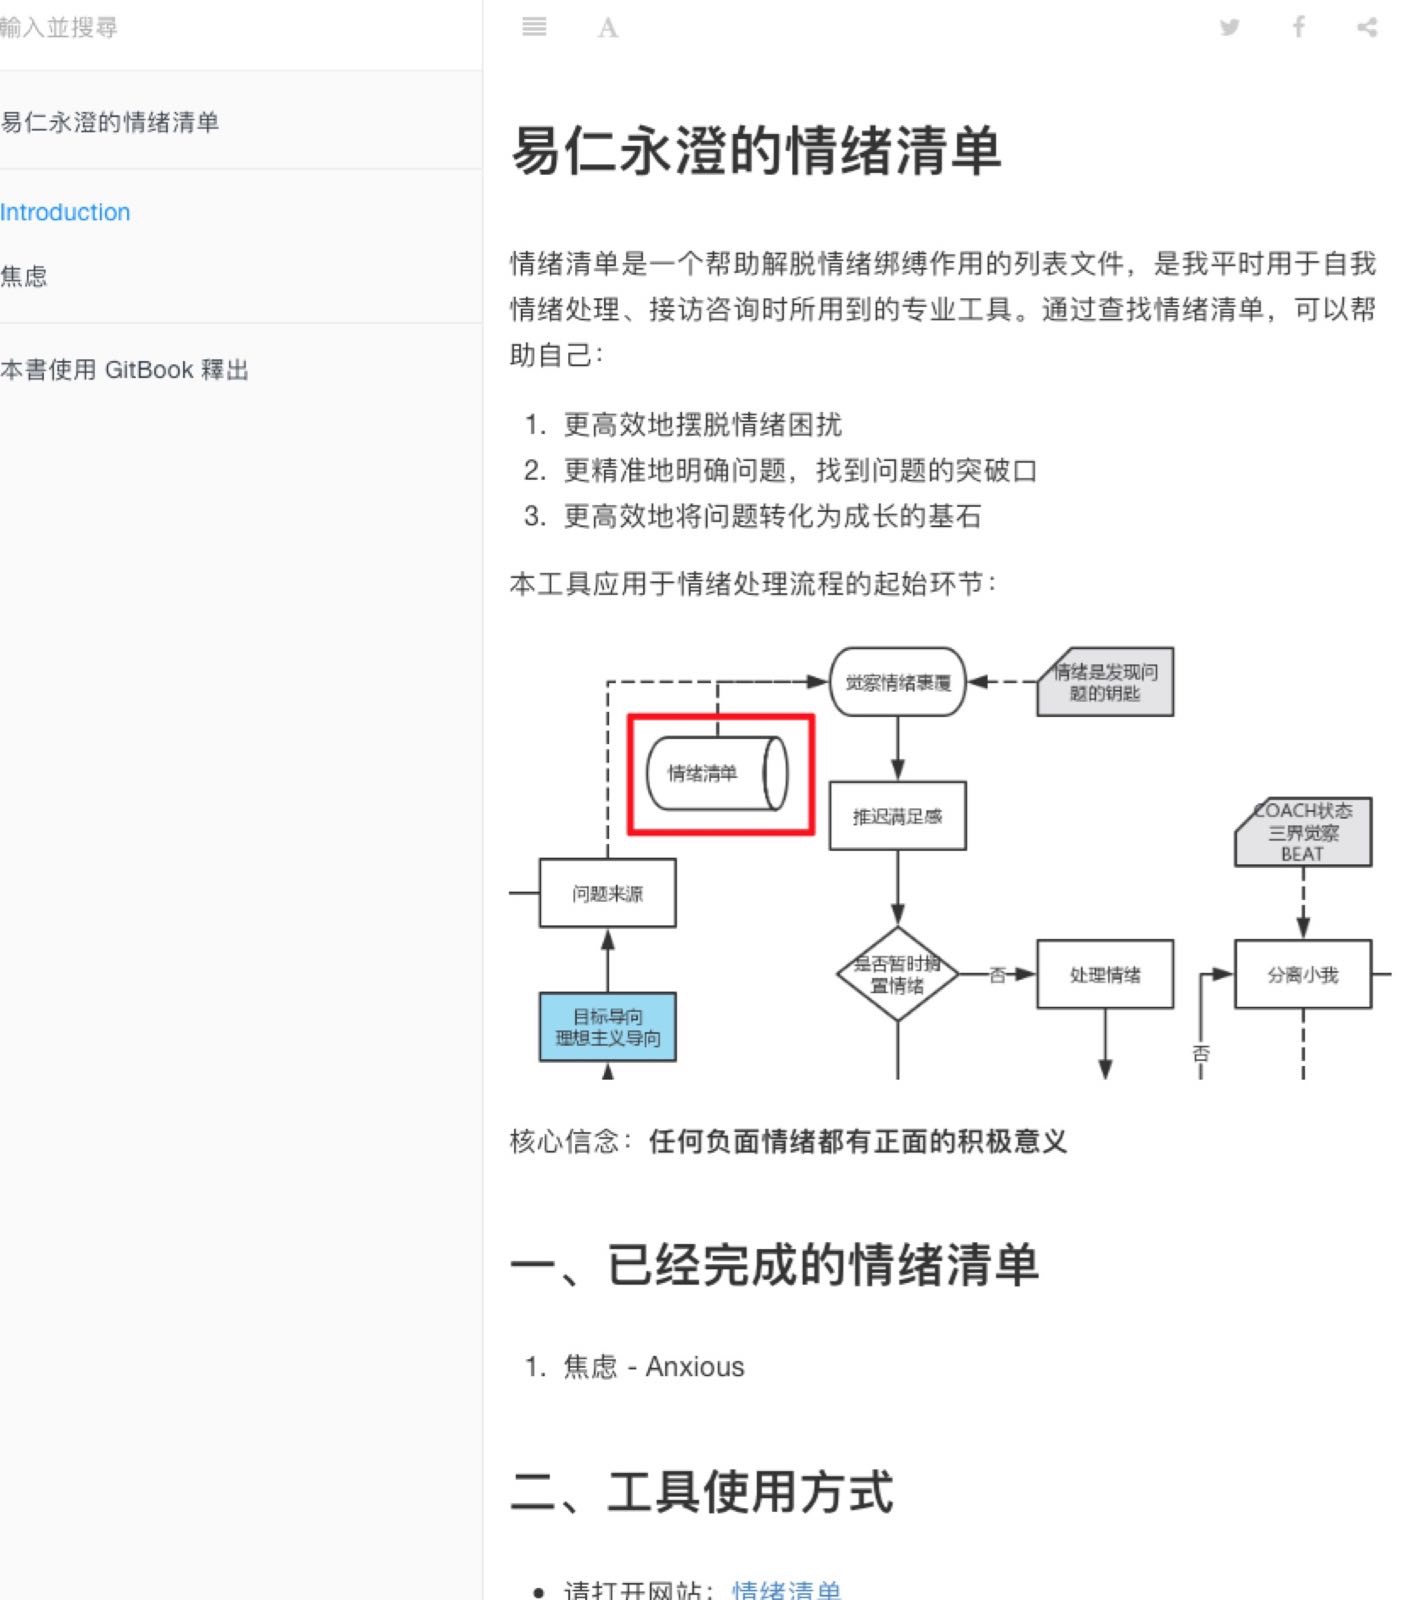 輸入並搜尋
易仁永澄的情绪清单
Introduction
焦虑
本書使用 GitBook 釋出
A
易仁永澄的情绪清单
情绪清单是一个帮助解脱情绪绑缚作用的列表文件，是我平时用于自我
情绪处理、接访咨询时所用到的专业工具。通过查找情绪清单，可以帮
助自己：
1. 更高效地摆脱情绪困扰
2. 更精准地明确问题，找到问题的突破口
3. 更高效地将问题转化为成长的基石
本工具应用于情绪处理流程的起始环节：
觉察情绪裹覆
情绪是发现问
题的钥匙
情绪清单
推迟满足感
COACH状态
三界觉察
BEAT
问题来源
是否暂时搁
置情绪
否
处理情绪
分离小我
目标导向
理想主义导向
否
核心信念：任何负面情绪都有正面的积极意义
一、已经完成的情绪清单
1. 焦虑 - Anxious
二、工具使用方式
请打开网站：情绪清单